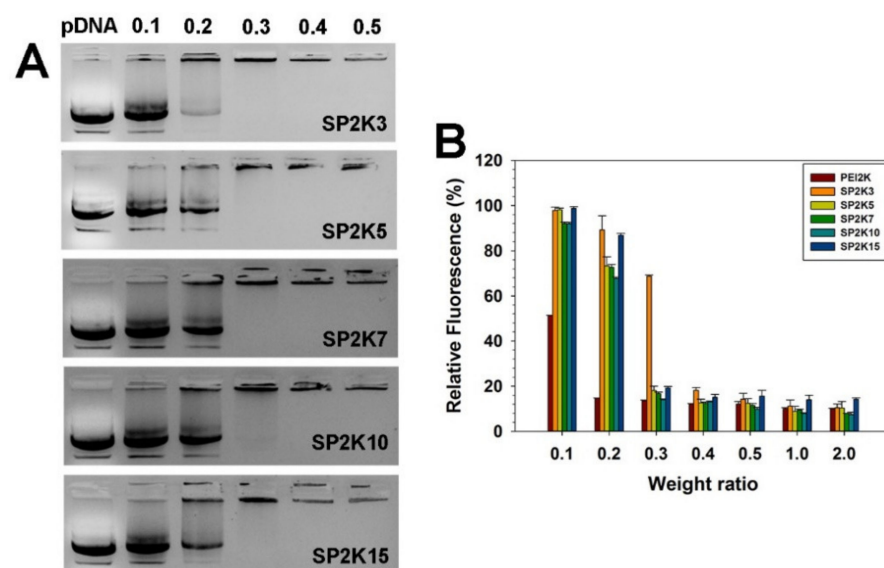 pDNA 0.1 0.2 0.3 0.4 0.5
A
SP2K3
SP2K5
SP2K7
SP2K10
SP2K15
B
120
100
80
60
40
20
0
Relative Fluorescence (%)
PEI2K
SP2K3
SP2K5
SP2K7
SP2K10
SP2K15
0.1 0.2 0.3 0.4 0.5 1.0 2.0
Weight ratio